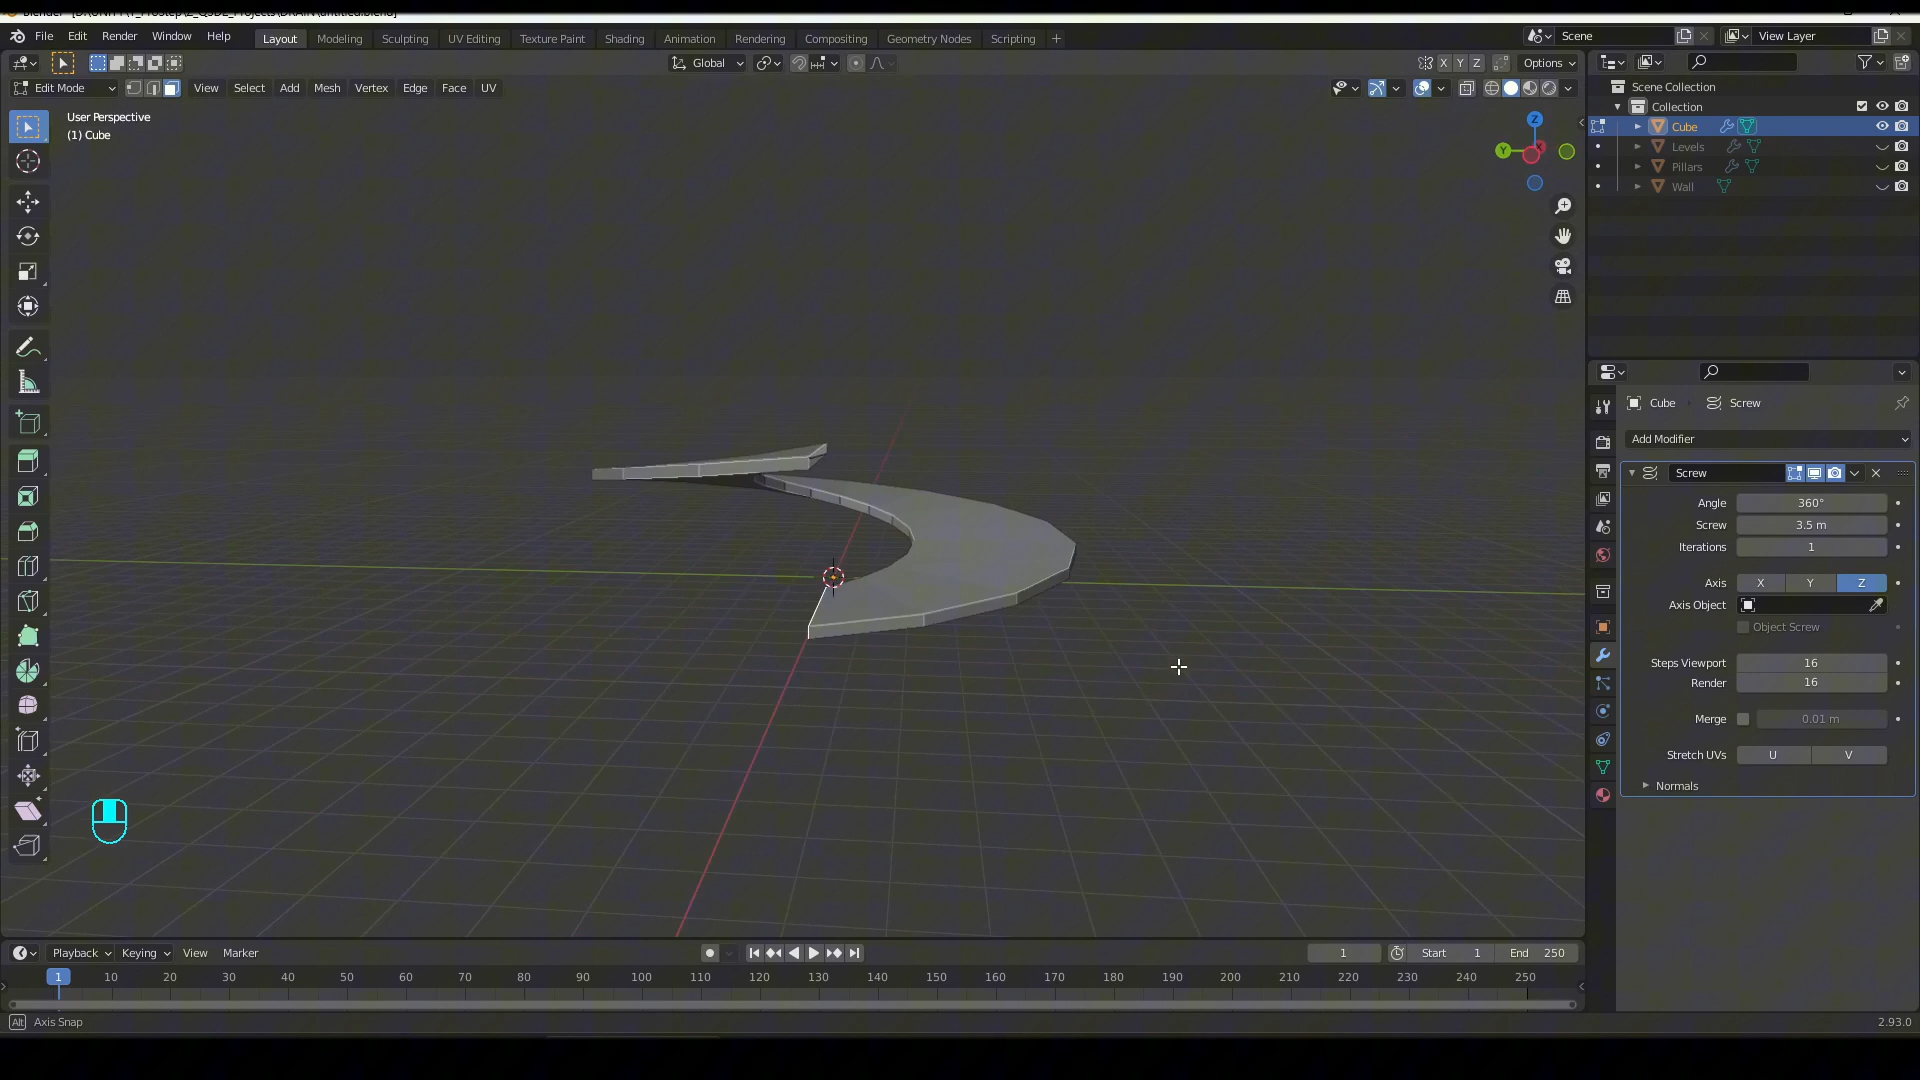 Blender [D:\UNITY\
File Edit Render Window Help
Layout Modeling Sculpting UV Editing Texture Paint Shading Animation Rendering Compositing Geometry Nodes Scripting +
Scene
View Layer
Global
X Y Z
Options
Edit Mode
View Select Add Mesh Vertex Edge Face UV
User Perspective
(1) Cube
Z
Y
X
Scene Collection
Collection
Cube
Levels
Pillars
Wall
Cube Screw
Add Modifier
Screw
Angle 360°
Screw 3.5 m
Iterations 1
Axis X Y Z
Axis Object
Object Screw
Steps Viewport 16
Render 16
Merge 0.01 m
Stretch UVs U V
Normals
Playback Keying View Marker
1
Start 1
End 250
1 10 20 30 40 50 60 70 80 90 100 110 120 130 140 150 160 170 180 190 200 210 220 230 240 250
Alt Axis Snap
2.93.0